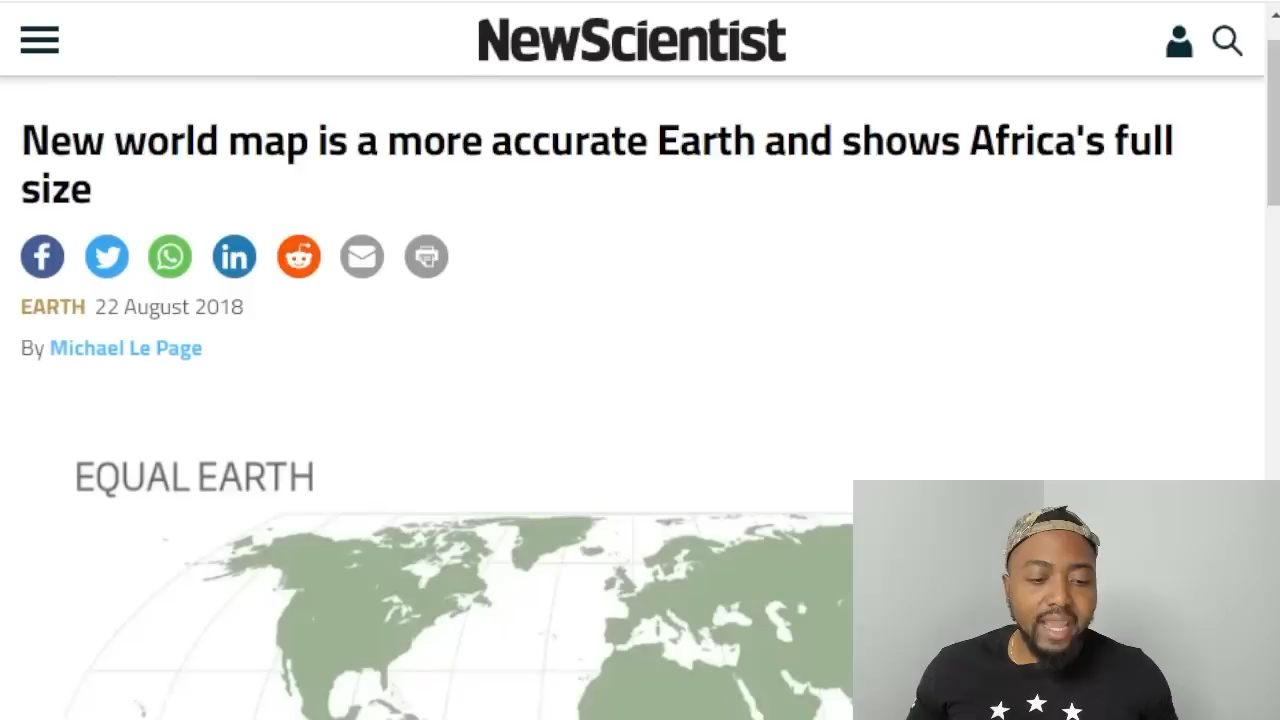 NewScientist
New world map is a more accurate Earth and shows Africa's full
size
EARTH 22 August 2018
By Michael Le Page
EQUAL EARTH